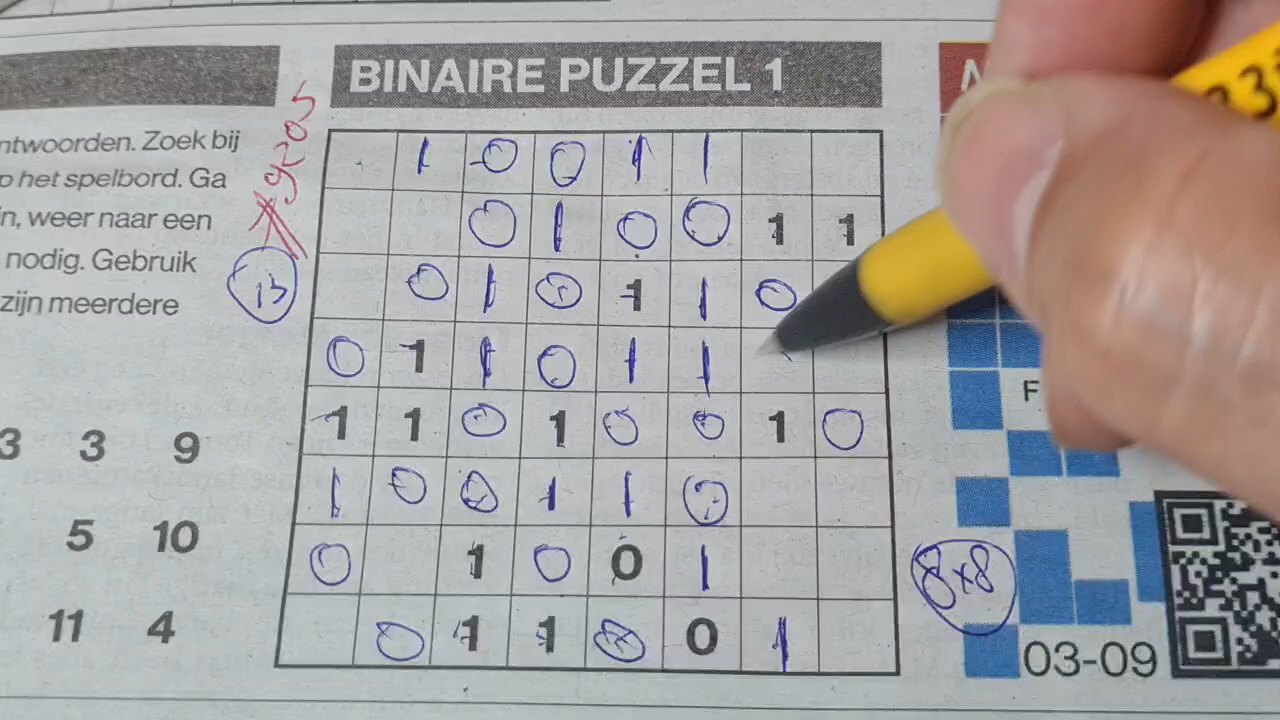 BINAIRE PUZZEL 1
ntwoorden. Zoek bij
het spelbord. Ga
in, weer naar een
nodig. Gebruik
zijn meerdere
13
1 0 0 1 1
0 1 0 0 1 1
0 1 0 1 1 0
0 1 1 0 1 1
1 1 0 1 0 0 1 0
1 0 0 1 1 0
0 1 0 0 1
0 1 1 0 0 1
3 3 9
5 10
11 4
F
8x8
03-09